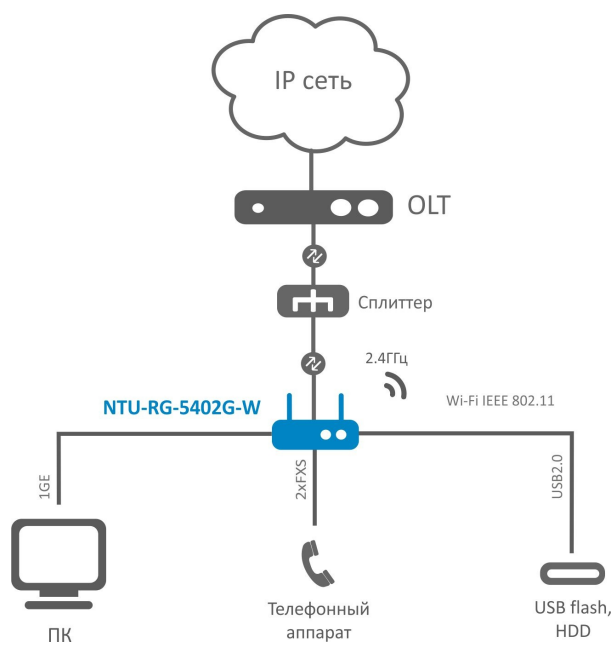 IP сеть
OLT
Сплиттер
2.4ГГц
Wi-Fi IEEE 802.11
NTU-RG-5402G-W
1GE
2xFXS
USB2.0
ПК
Телефонный
аппарат
USB flash,
HDD